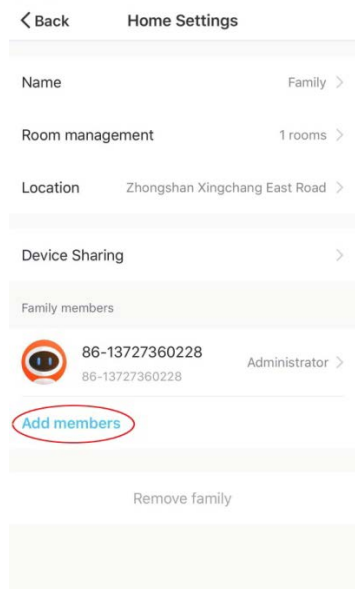 Back Home Settings
Name Family
Room management 1 rooms
Location Zhongshan Xingchang East Road
Device Sharing
Family members
86-13727360228
86-13727360228 Administrator
Add members
Remove family